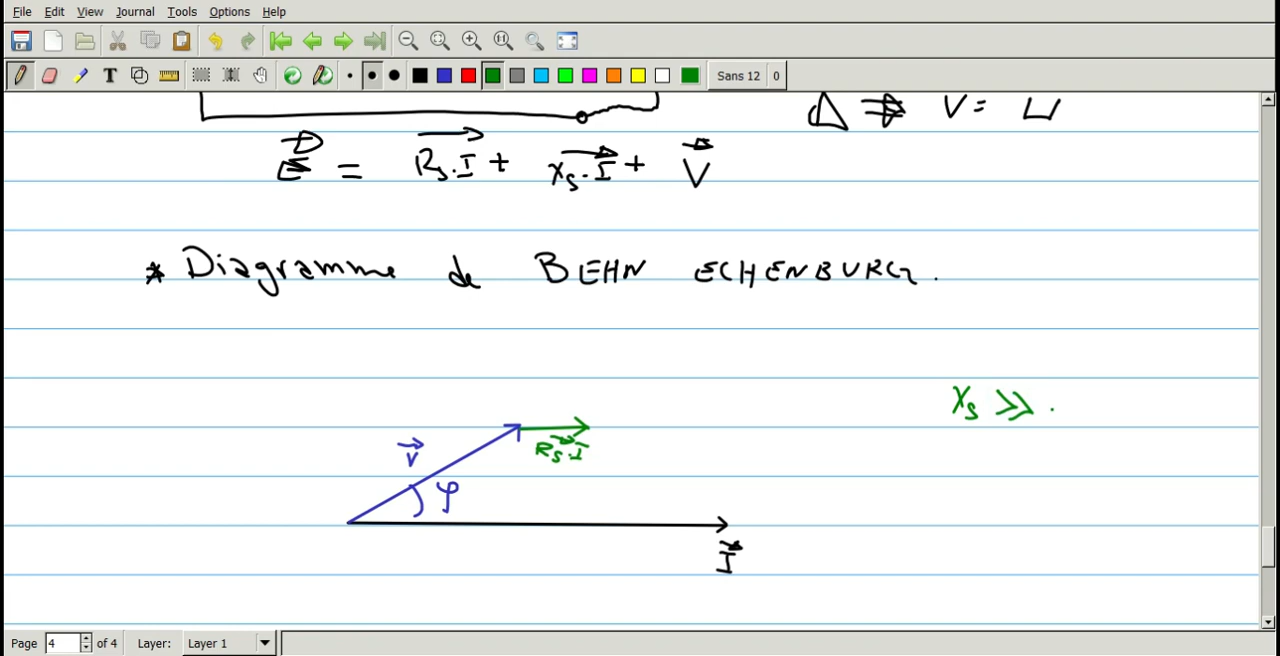 File Edit View Journal Tools Options Help
Sans 12 0
V = U
E = Rs.I + Xs.I + V
* Diagramme de BEHN ECHENBURG.
Xs >> .
V
Rs.I
φ
I
Page 4 of 4 Layer: Layer 1